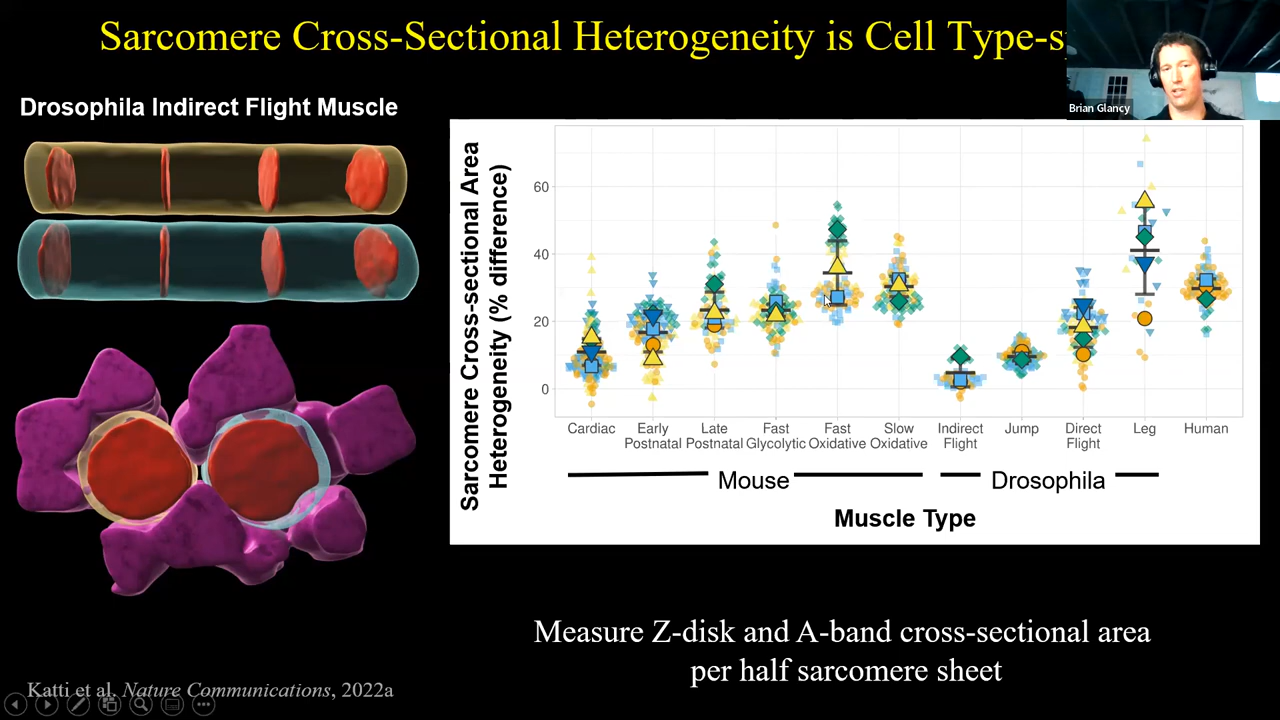 Sarcomere Cross-Sectional Heterogeneity is Cell Type-s
Brian Glancy
Drosophila Indirect Flight Muscle
Sarcomere Cross-sectional Area
Heterogeneity (% difference)
60
40
20
0
Cardiac
Early
Postnatal
Late
Postnatal
Fast
Glycolytic
Fast
Oxidative
Slow
Oxidative
Indirect
Flight
Jump
Direct
Flight
Leg
Human
Mouse
Drosophila
Muscle Type
Measure Z-disk and A-band cross-sectional area
per half sarcomere sheet
Katti et al. Nature Communications, 2022a